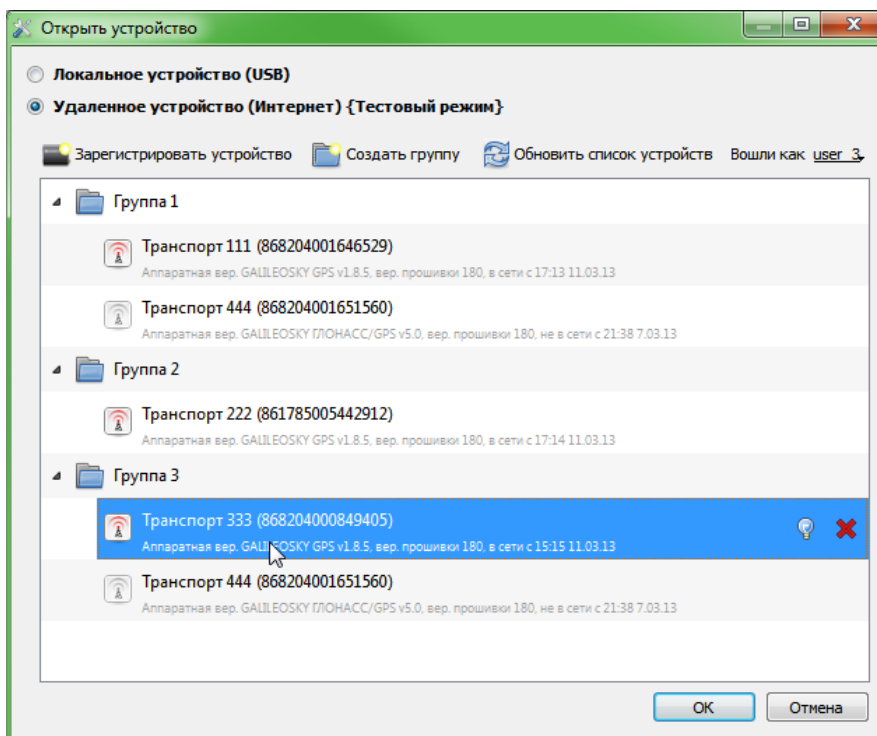 Открыть устройство
Локальное устройство (USB)
Удаленное устройство (Интернет) {Тестовый режим}
Зарегистрировать устройство Создать группу Обновить список устройств Вошли как user_3
Группа 1
Транспорт 111 (868204001646529)
Аппаратная вер. GALILEOSKY GPS v1.8.5, вер. прошивки 180, в сети с 17:13 11.03.13
Транспорт 444 (868204001651560)
Аппаратная вер. GALILEOSKY ГЛОНАСС/GPS v5.0, вер. прошивки 180, не в сети с 21:38 7.03.13
Группа 2
Транспорт 222 (861785005442912)
Аппаратная вер. GALILEOSKY GPS v1.8.5, вер. прошивки 180, в сети с 17:14 11.03.13
Группа 3
Транспорт 333 (868204000849405)
Аппаратная вер. GALILEOSKY GPS v1.8.5, вер. прошивки 180, в сети с 15:15 11.03.13
Транспорт 444 (868204001651560)
Аппаратная вер. GALILEOSKY ГЛОНАСС/GPS v5.0, вер. прошивки 180, не в сети с 21:38 7.03.13
ОК Отмена